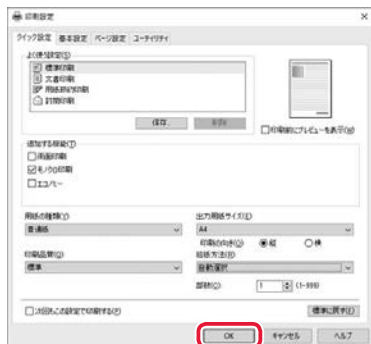 印刷設定
クイック設定 基本設定 ページ設定 ユーティリティ
よく使う設定(S)
標準印刷
文書印刷
用紙節約印刷
封筒印刷
保存... 削除
印刷前にプレビューを表示(W)
追加する機能(T)
両面印刷
モノクロ印刷
エコノミー
用紙の種類(Y)
普通紙
出力用紙サイズ(Z)
A4
印刷の向き(O) 縦 横
印刷品質(Q)
標準
給紙方法(R)
自動選択
部数(C) 1 (1-999)
次回もこの設定で印刷する(P)
標準に戻す(F)
OK キャンセル ヘルプ